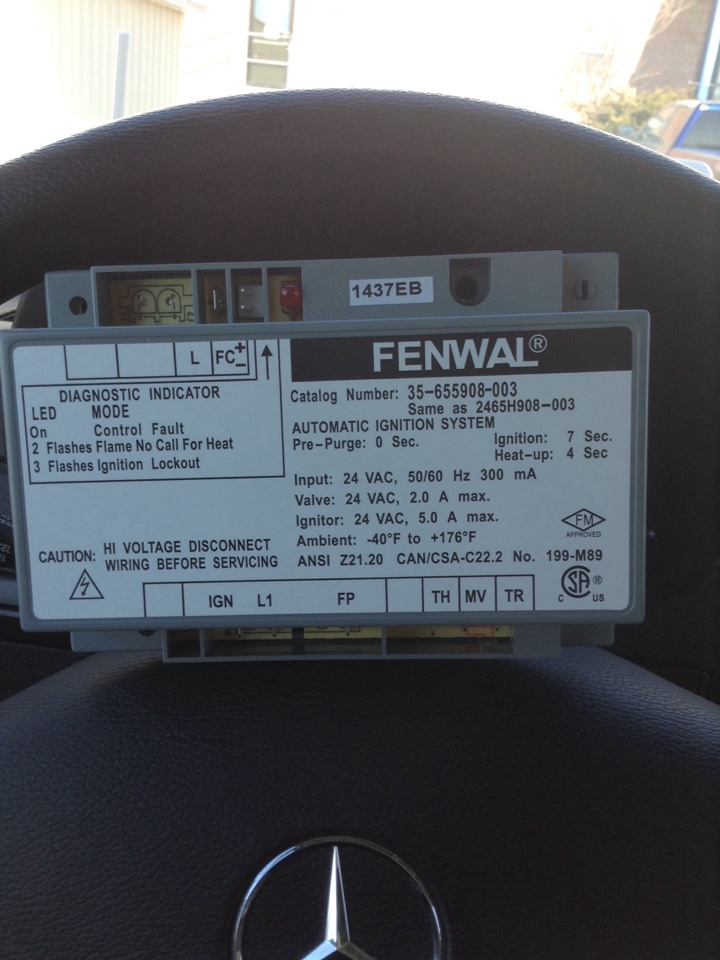 1437EB
L FC + −
FENWAL®
DIAGNOSTIC INDICATOR
LED MODE
On Control Fault
2 Flashes Flame No Call For Heat
3 Flashes Ignition Lockout
Catalog Number: 35-655908-003
Same as 2465H908-003
AUTOMATIC IGNITION SYSTEM
Pre-Purge: 0 Sec. Ignition: 7 Sec.
Heat-up: 4 Sec
Input: 24 VAC, 50/60 Hz 300 mA
Valve: 24 VAC, 2.0 A max.
Ignitor: 24 VAC, 5.0 A max.
Ambient: -40°F to +176°F
FM
APPROVED
CAUTION: HI VOLTAGE DISCONNECT
WIRING BEFORE SERVICING
ANSI Z21.20 CAN/CSA-C22.2 No. 199-M89
C SA ® US
IGN L1 FP TH MV TR